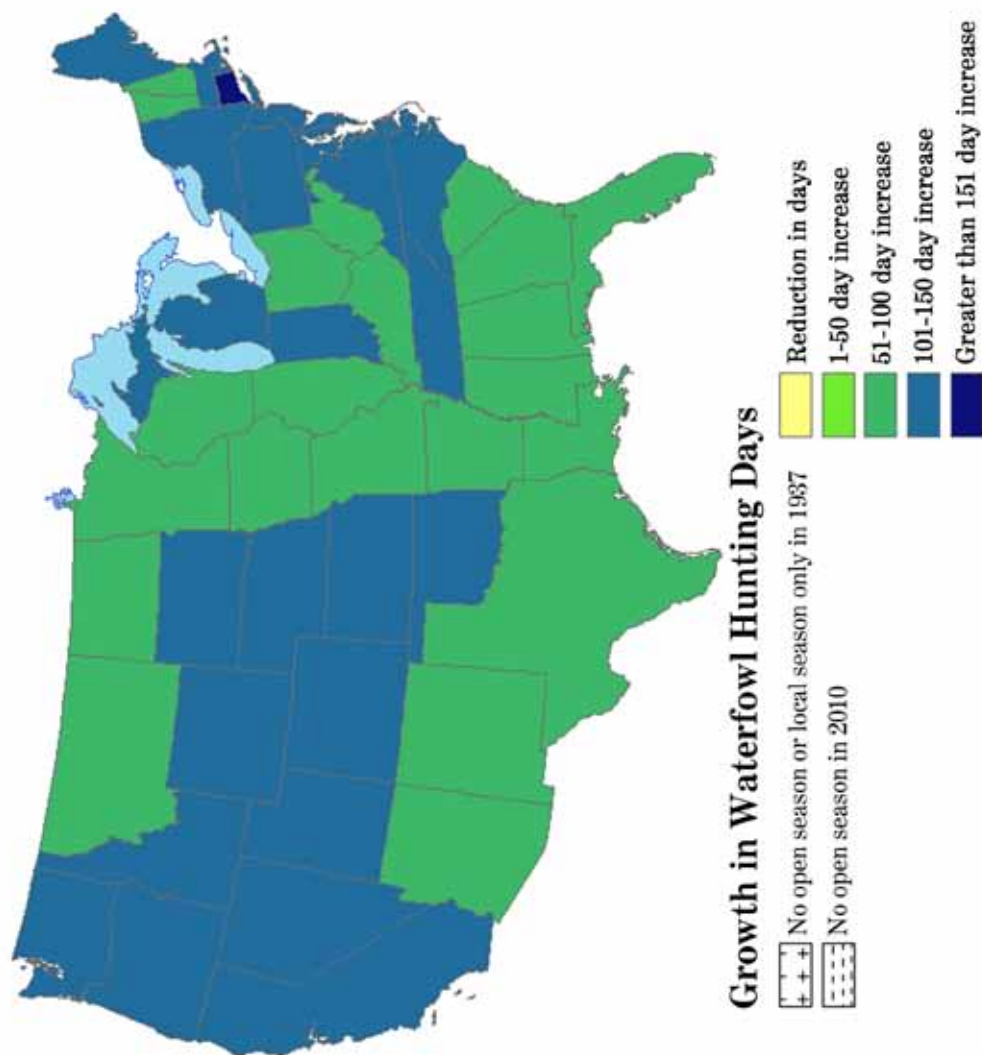 Growth in Waterfowl Hunting Days
No open season or local season only in 1937
No open season in 2010
Reduction in days
1-50 day increase
51-100 day increase
101-150 day increase
Greater than 151 day increase